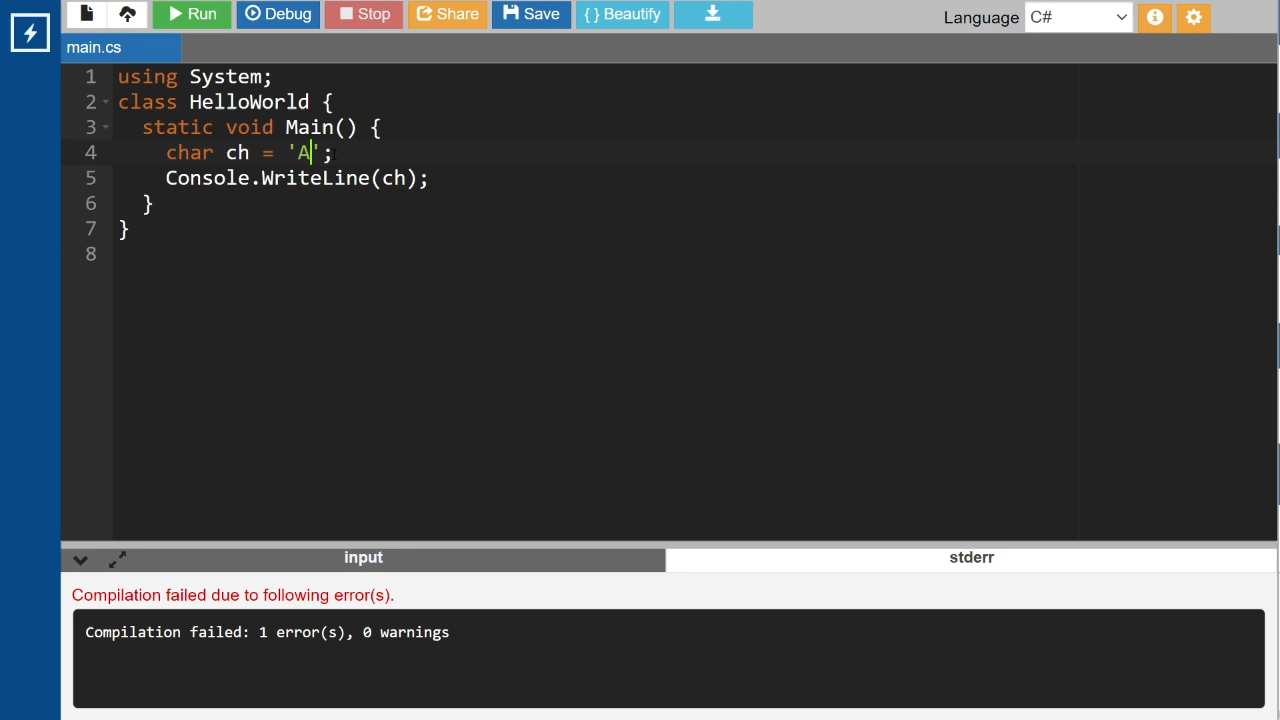 Run Debug Stop Share Save { } Beautify Language C#
main.cs
1 using System;
2 class HelloWorld {
3 static void Main() {
4 char ch = 'A';
5 Console.WriteLine(ch);
6 }
7 }
8
input stderr
Compilation failed due to following error(s).
Compilation failed: 1 error(s), 0 warnings